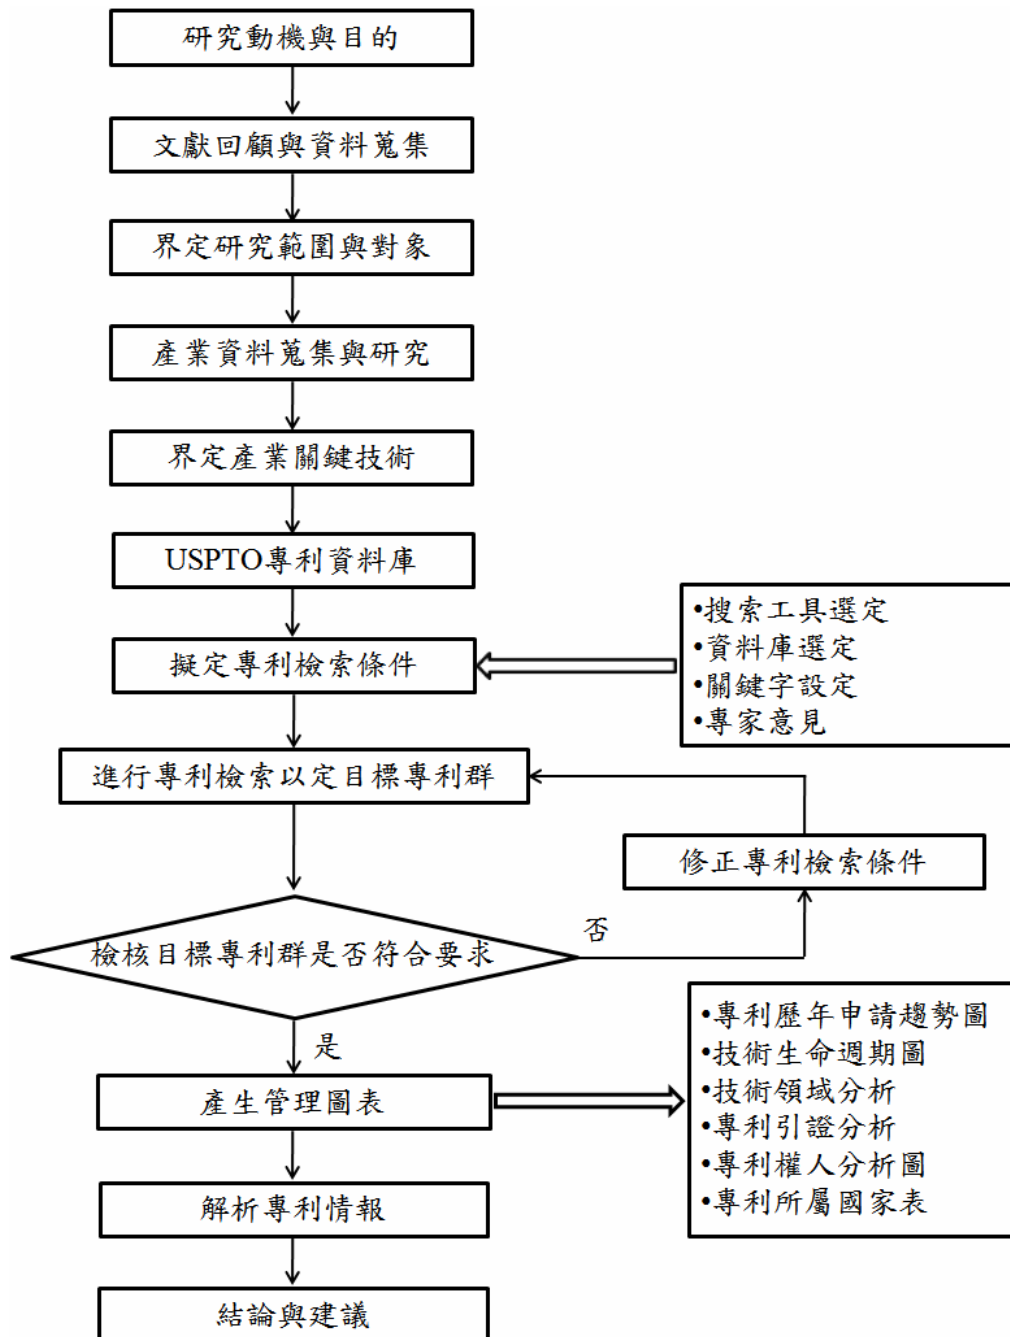 研究動機與目的
文獻回顧與資料蒐集
界定研究範圍與對象
產業資料蒐集與研究
界定產業關鍵技術
USPTO專利資料庫
擬定專利檢索條件
•搜索工具選定
•資料庫選定
•關鍵字設定
•專家意見
進行專利檢索以定目標專利群
修正專利檢索條件
檢核目標專利群是否符合要求
否
是
產生管理圖表
•專利歷年申請趨勢圖
•技術生命週期圖
•技術領域分析
•專利引證分析
•專利權人分析圖
•專利所屬國家表
解析專利情報
結論與建議